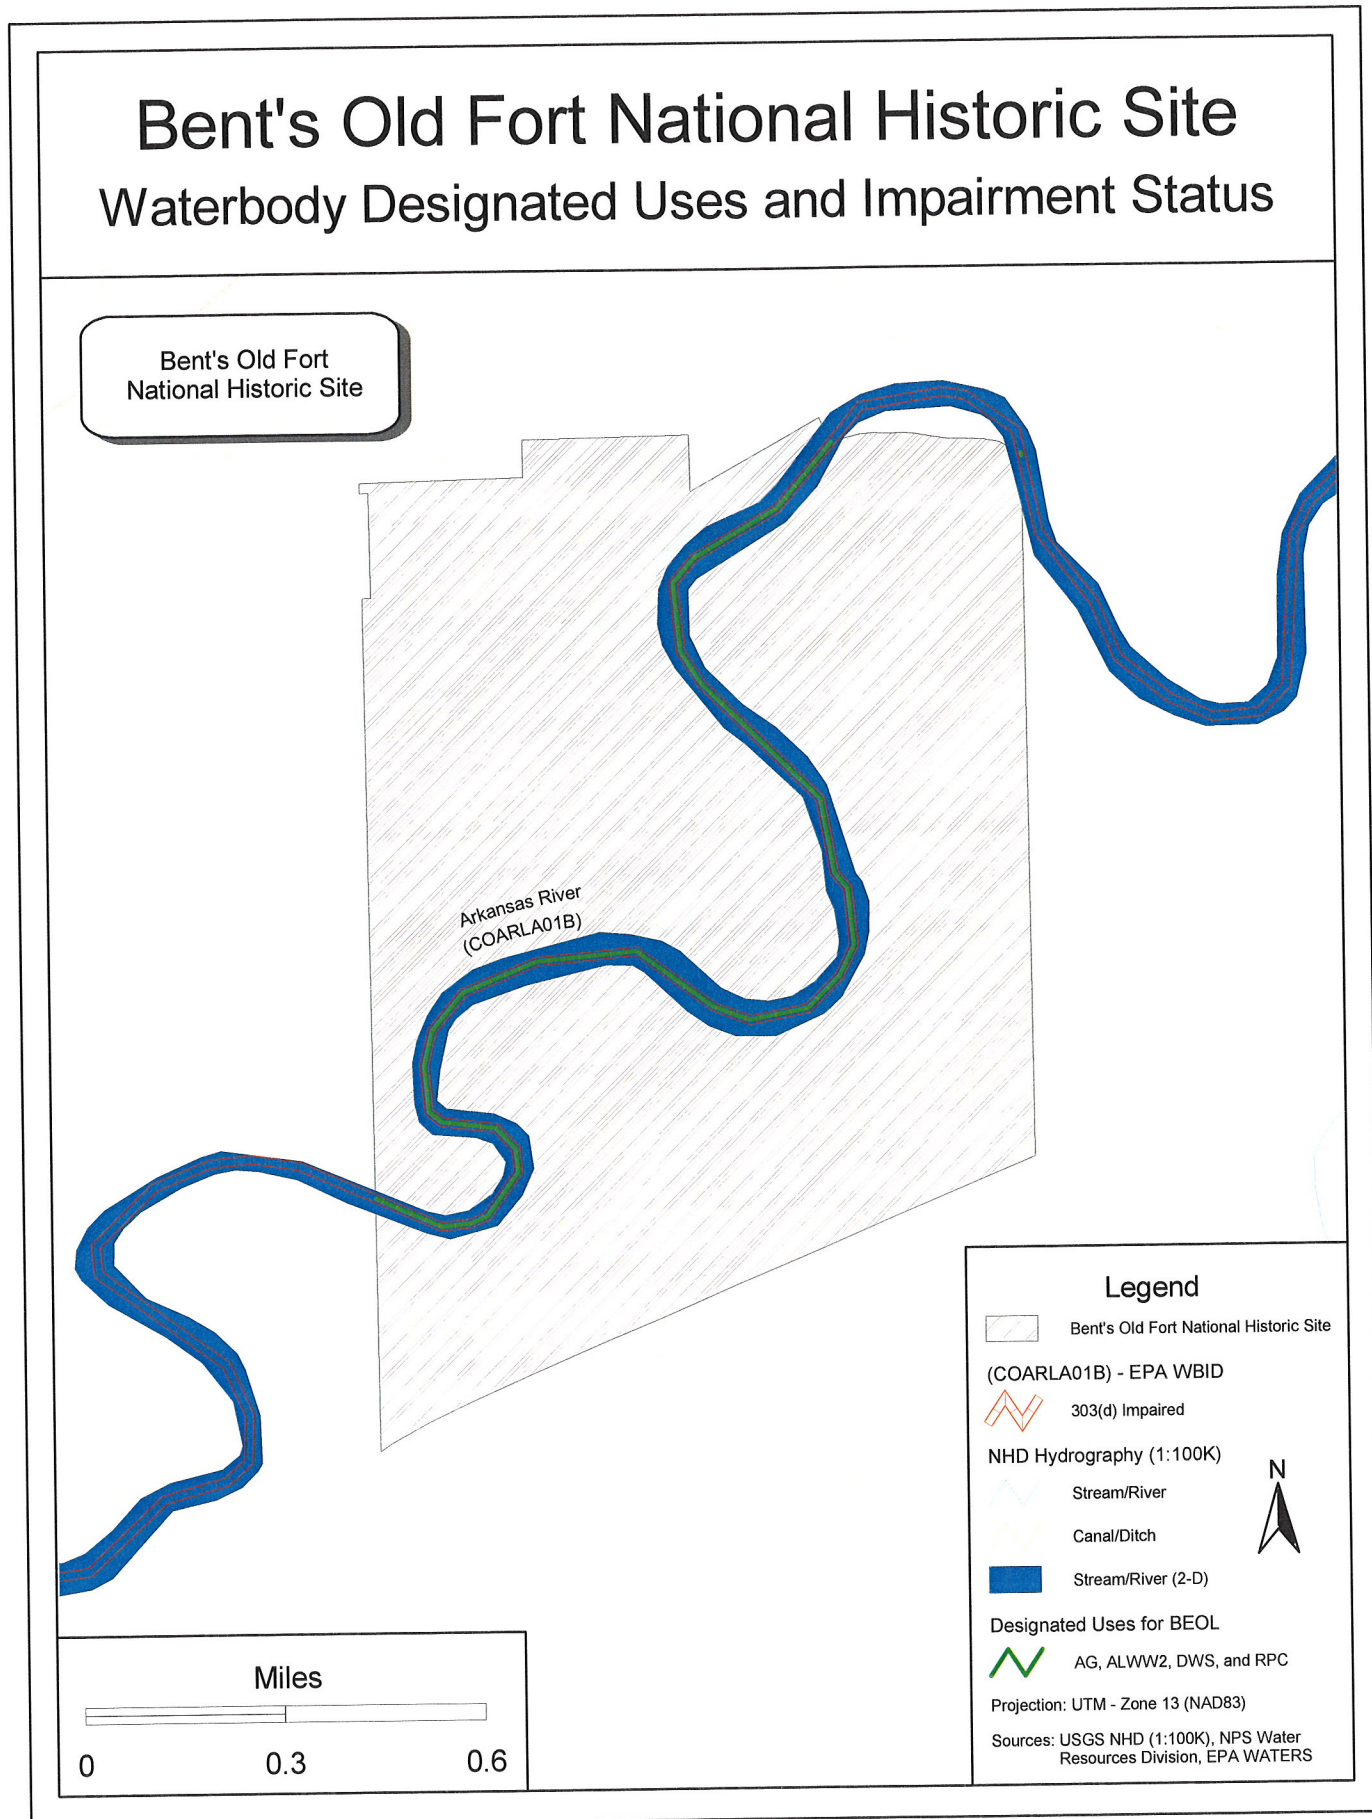 Bent's Old Fort National Historic Site
Waterbody Designated Uses and Impairment Status
Bent's Old Fort
National Historic Site
Arkansas River
(COARLA01B)
Legend
Bent's Old Fort National Historic Site
(COARLA01B) - EPA WBID
303(d) Impaired
NHD Hydrography (1:100K)
N
Stream/River
Canal/Ditch
Stream/River (2-D)
Designated Uses for BEOL
AG, ALWW2, DWS, and RPC
Projection: UTM - Zone 13 (NAD83)
Sources: USGS NHD (1:100K), NPS Water
Resources Division, EPA WATERS
Miles
0 0.3 0.6